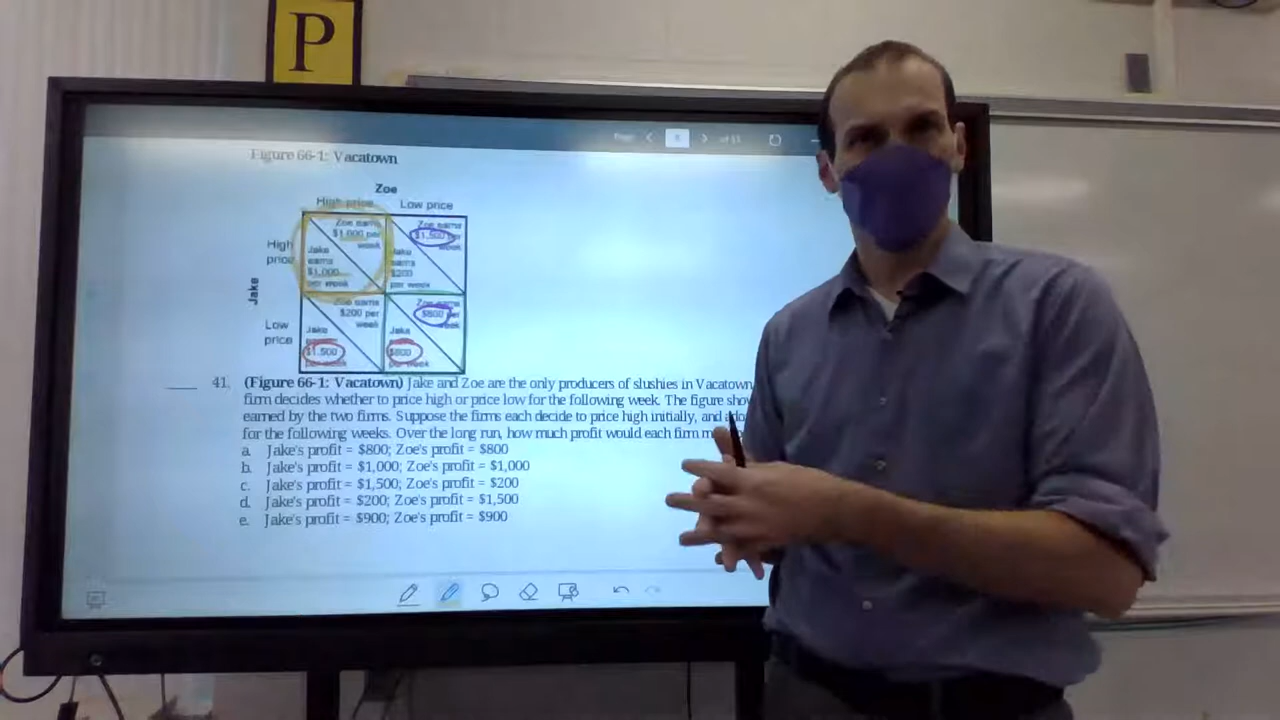 P
Page
of 13
Figure 66-1: Vacatown
Zoe
High price Low price
Zoe earns $1,000 per week
Jake earns $1,000 per week
Zoe earns $1,500 per week
Jake earns $200 per week
High price
Jake
Low price
Zoe earns $200 per week
Jake earns $1,500 per week
Zoe earns $800 per week
Jake $800 per week
41. (Figure 66-1: Vacatown) Jake and Zoe are the only producers of slushies in Vacatown
firm decides whether to price high or price low for the following week. The figure
earned by the two firms. Suppose the firms each decide to price high initially, and
for the following weeks. Over the long run, how much profit would each firm
a. Jake's profit = $800; Zoe's profit = $800
b. Jake's profit = $1,000; Zoe's profit = $1,000
c. Jake's profit = $1,500; Zoe's profit = $200
d. Jake's profit = $200; Zoe's profit = $1,500
e. Jake's profit = $900; Zoe's profit = $900